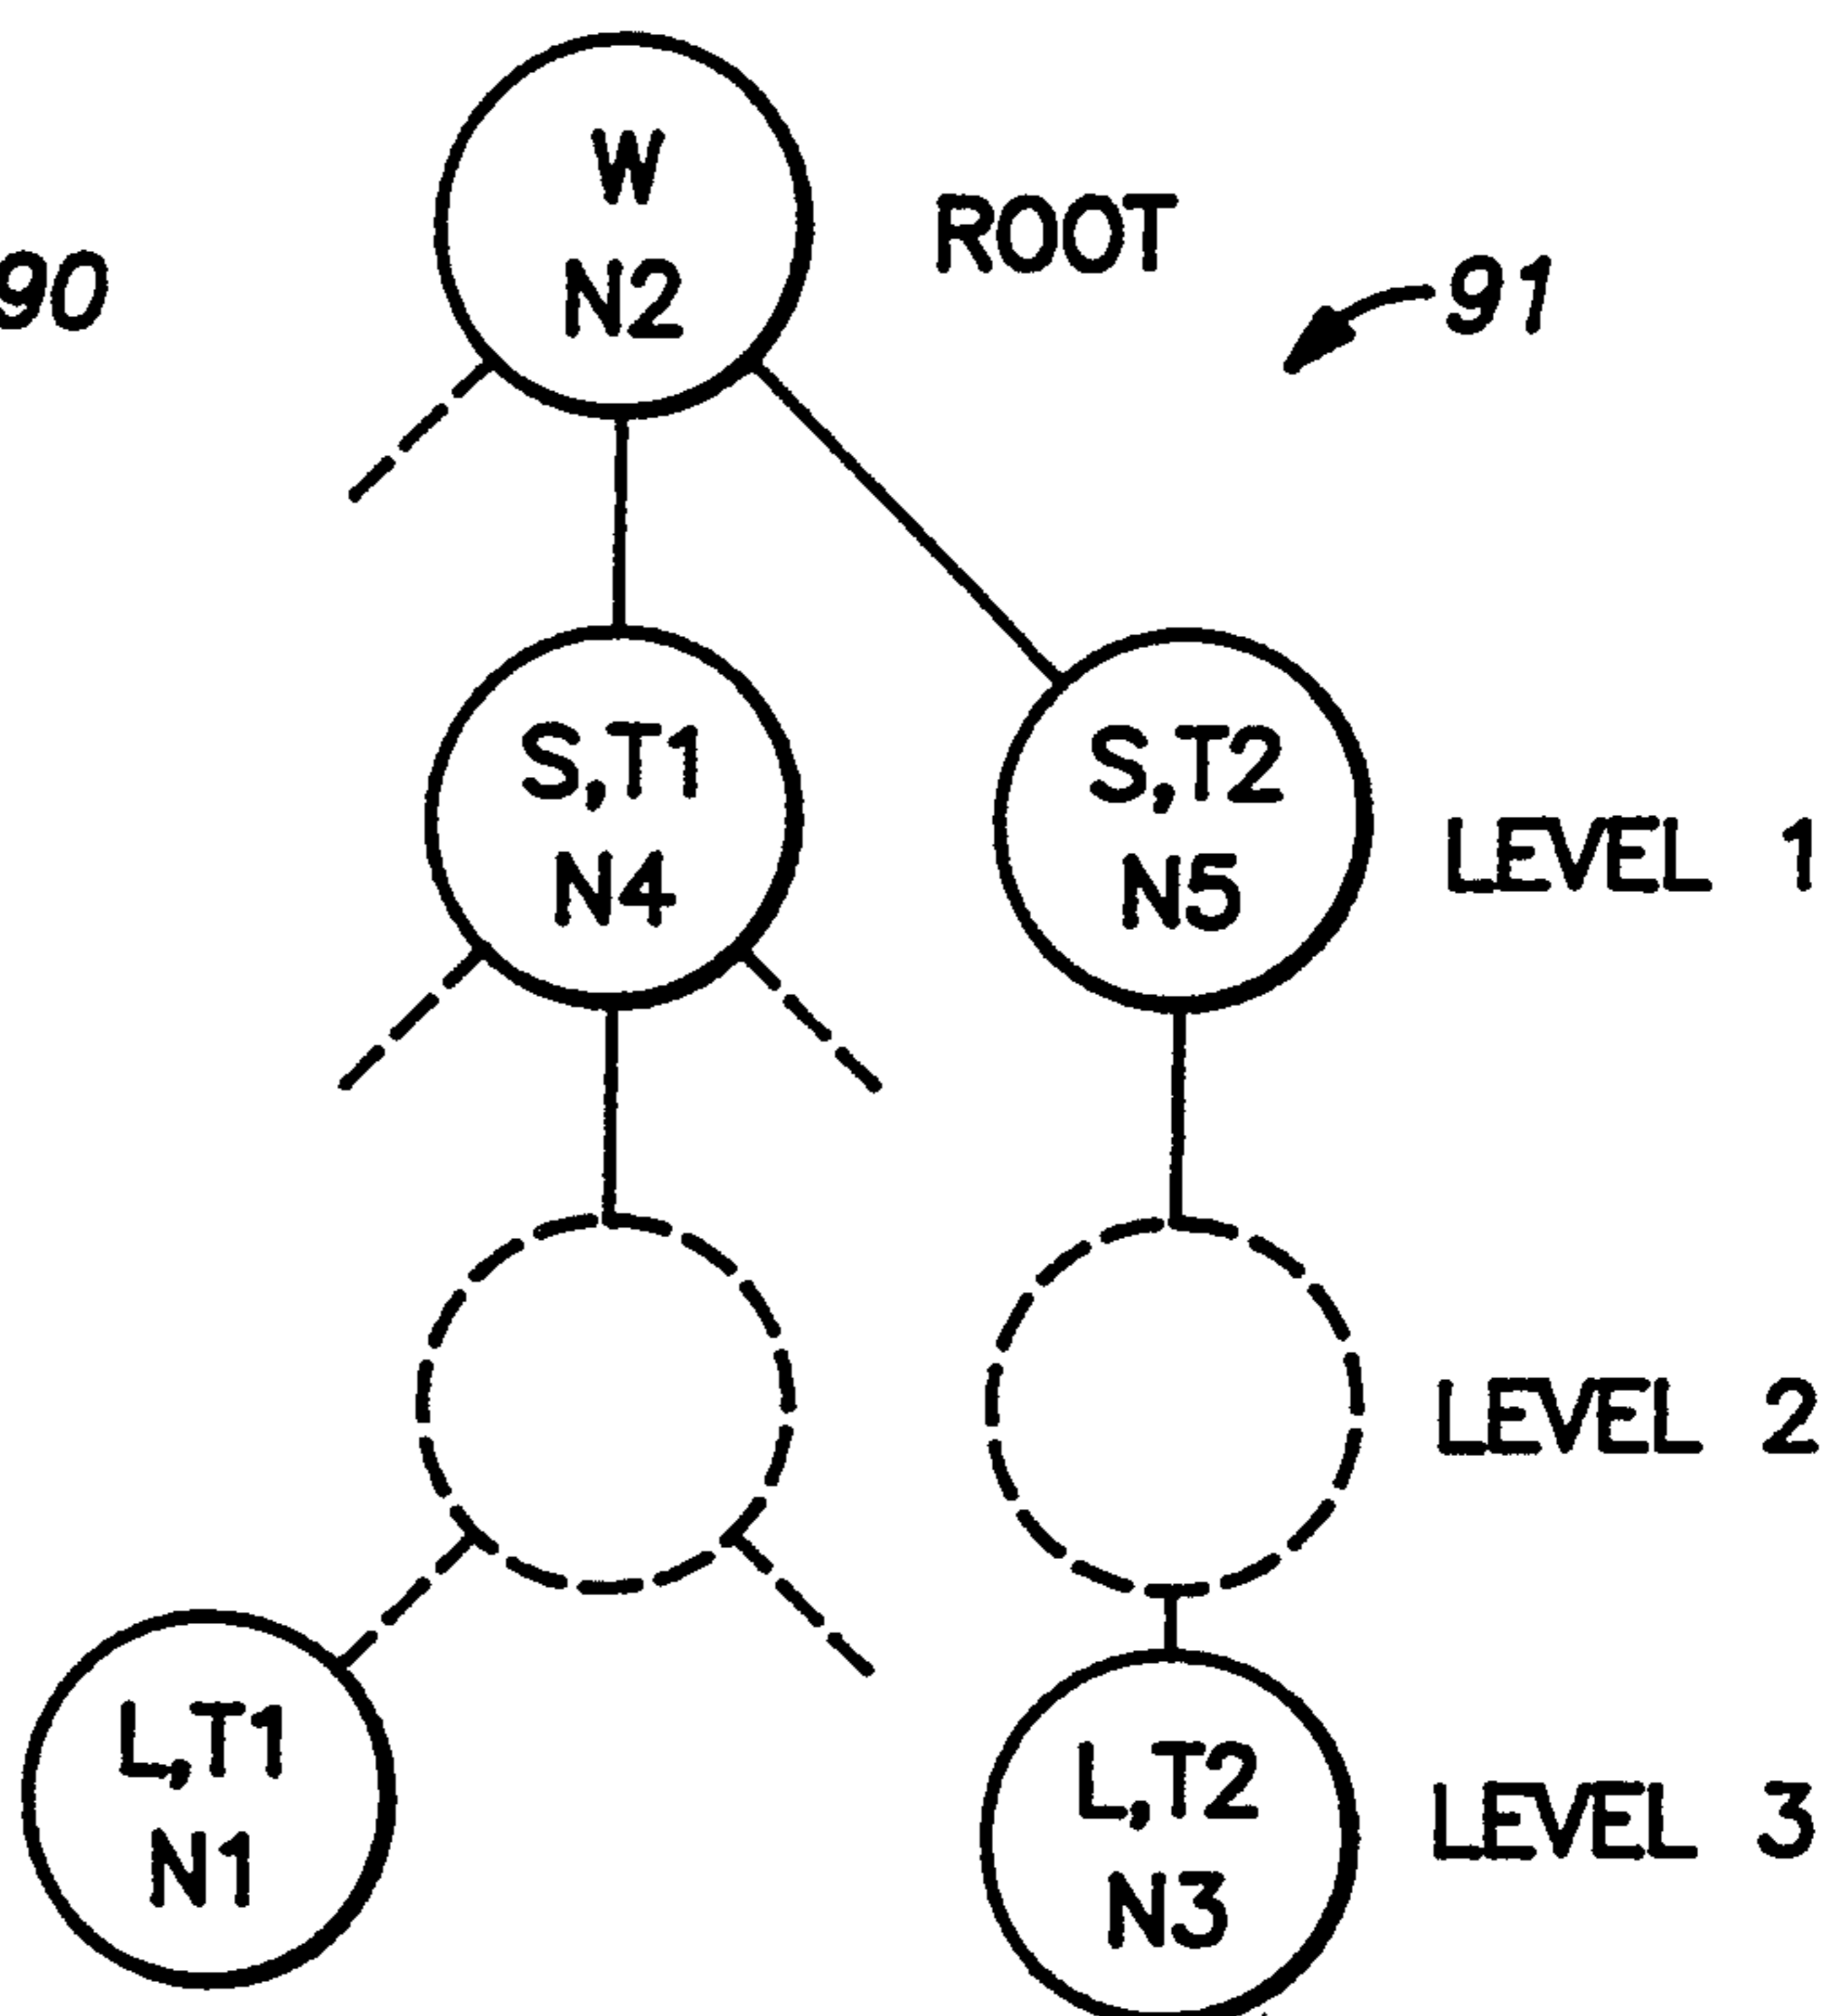 W
N2
ROOT
90
91
S,T1
N4
S,T2
N5
LEVEL 1
LEVEL 2
L,T1
N1
L,T2
N3
LEVEL 3